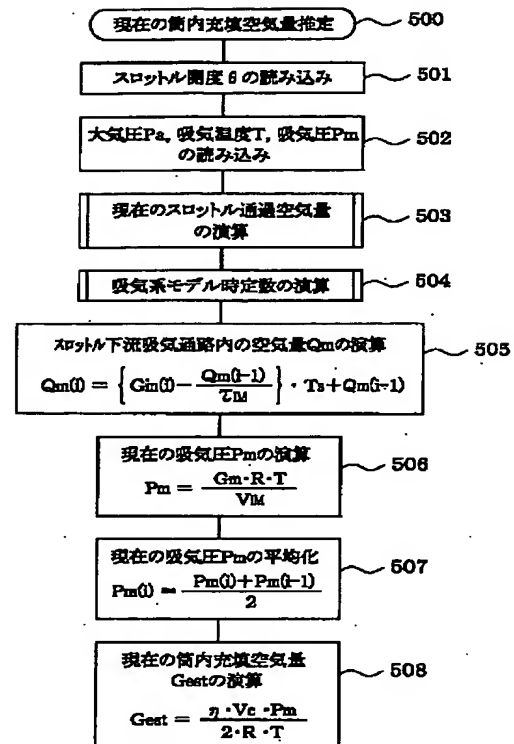 現在の筒内充填空気量推定
500
スロットル開度θの読み込み
501
大気圧Pa,吸気温度T,吸気圧Pm
の読み込み
502
現在のスロットル通過空気量
の演算
503
吸気系モデル時定数の演算
504
スロットル下流吸気通路内の空気量Qmの演算
Qm(i) = { Gin(i) − Qm(i-1) / τIM } · Ts + Qm(i-1)
505
現在の吸気圧Pmの演算
Pm = Gm·R·T / VIM
506
現在の吸気圧Pmの平均化
Pm(i) = Pm(i)+Pm(i-1) / 2
507
現在の筒内充填空気量
Gestの演算
Gest = η·Vc·Pm / 2·R·T
508